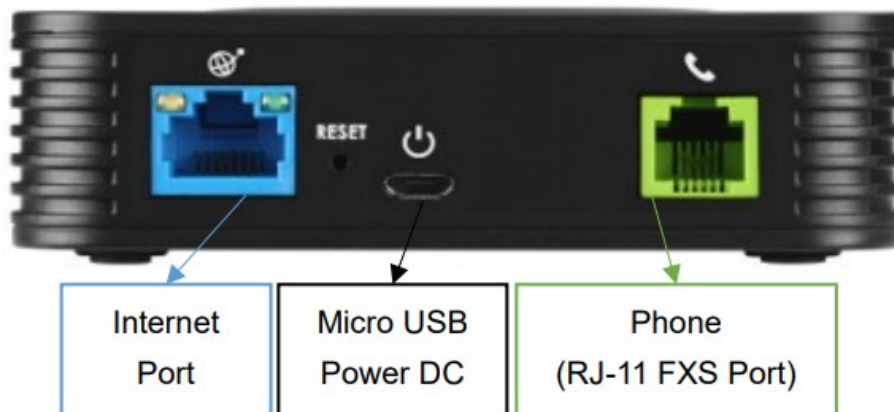 RESET
Internet
Port
Micro USB
Power DC
Phone
(RJ-11 FXS Port)